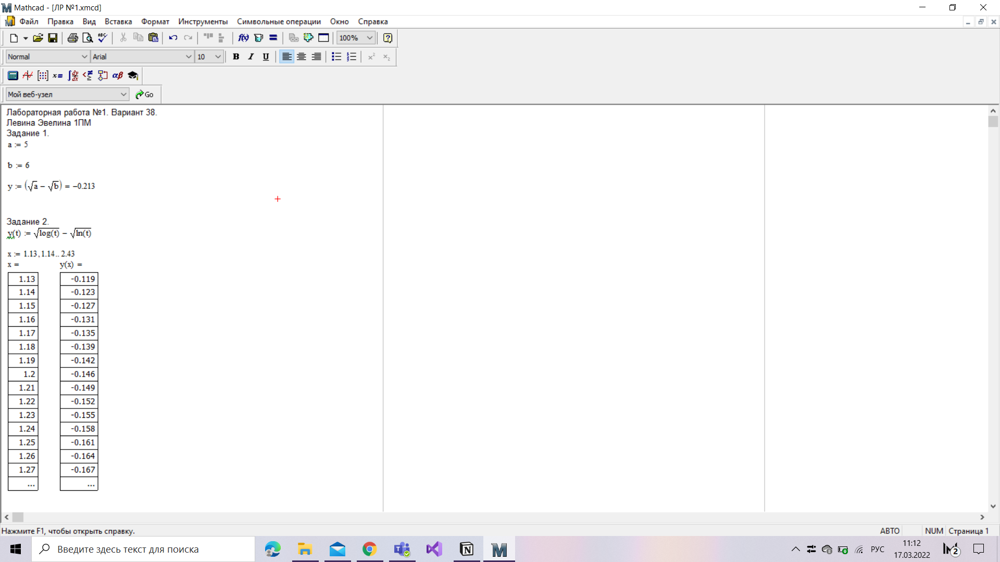 Mathcad - [ЛР №1.xmcd]
Файл Правка Вид Вставка Формат Инструменты Символьные операции Окно Справка
100%
Normal Arial 10 B I U
Мой веб-узел Go
Лабораторная работа №1. Вариант 38.
Левина Эвелина 1ПМ
Задание 1.
a := 5
b := 6
y := (√a − √b) = −0.213
Задание 2.
y(t) := √log(t) − √ln(t)
x := 1.13, 1.14.. 2.43
x = y(x) =
1.13 -0.119
1.14 -0.123
1.15 -0.127
1.16 -0.131
1.17 -0.135
1.18 -0.139
1.19 -0.142
1.2 -0.146
1.21 -0.149
1.22 -0.152
1.23 -0.155
1.24 -0.158
1.25 -0.161
1.26 -0.164
1.27 -0.167
... ...
Нажмите F1, чтобы открыть справку. АВТО NUM Страница 1
Введите здесь текст для поиска РУС 11:12
17.03.2022 2